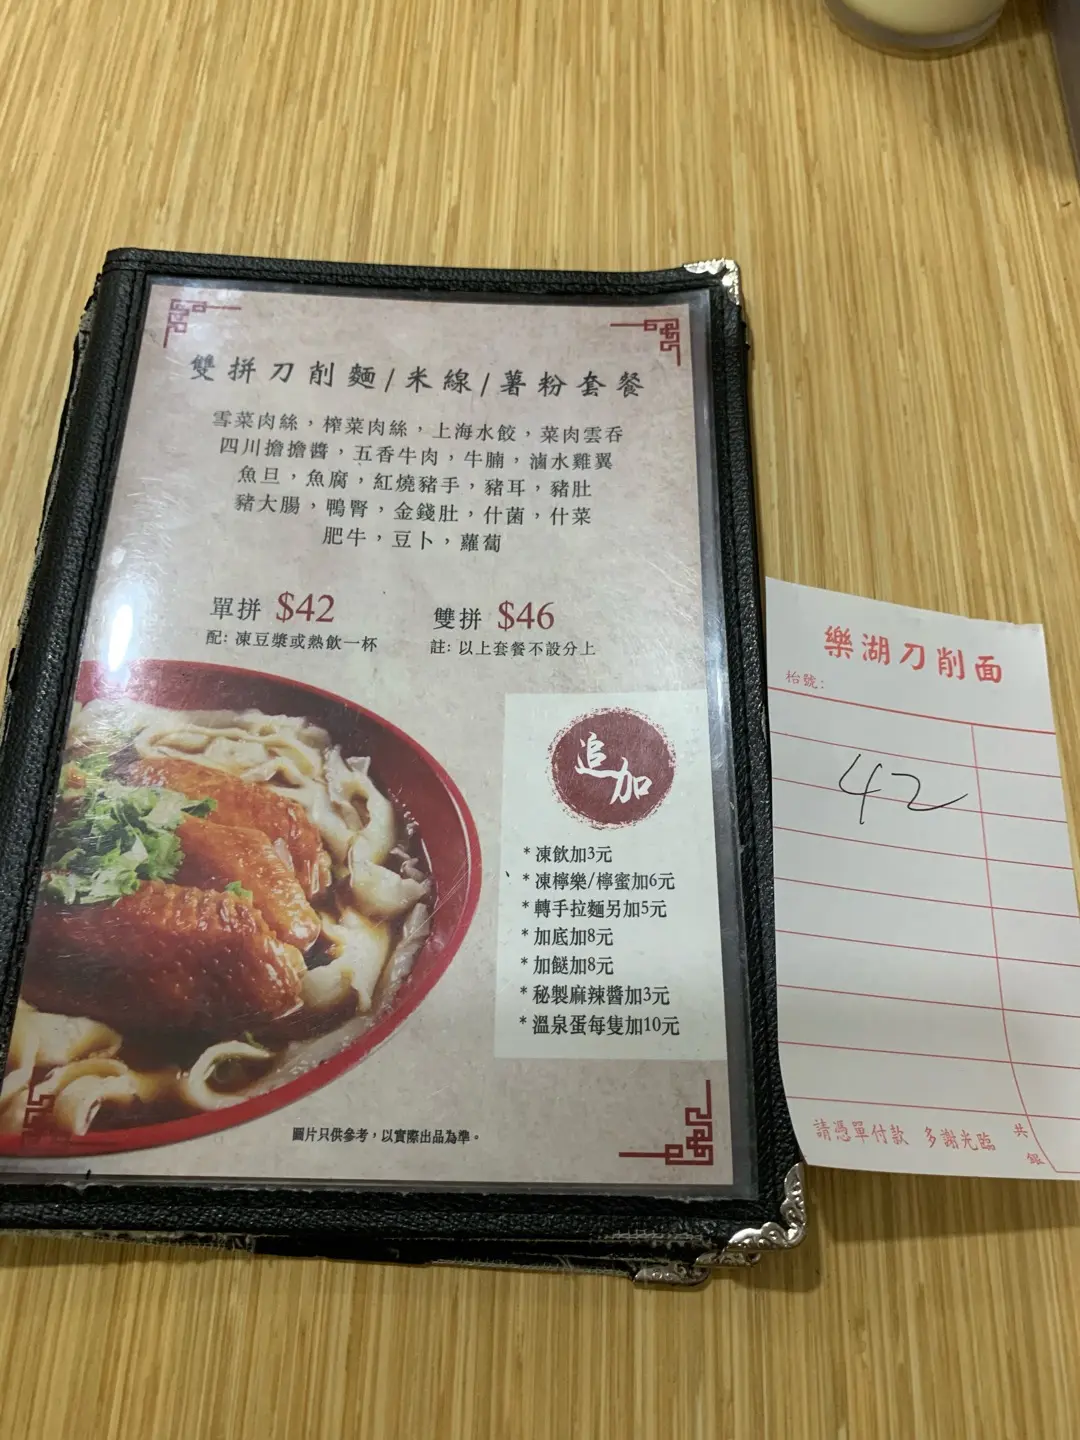 雙拼刀削麵/米線/薯粉套餐
雪菜肉絲，榨菜肉絲，上海水餃，菜肉雲吞
四川擔擔醬，五香牛肉，牛腩，滷水雞翼
魚旦，魚腐，紅燒豬手，豬耳，豬肚
豬大腸，鴨腎，金錢肚，什菌，什菜
肥牛，豆卜，蘿蔔
單拼 $42
配: 凍豆漿或熱飲一杯
雙拼 $46
註: 以上套餐不設分上
追加
* 凍飲加3元
* 凍檸樂/檸蜜加6元
* 轉手拉麵另加5元
* 加底加8元
* 加餸加8元
* 秘製麻辣醬加3元
* 溫泉蛋每隻加10元
圖片只供參考，以實際出品為準。
樂湖刀削面
枱號:
42
請憑單付款 多謝光臨
共
銀